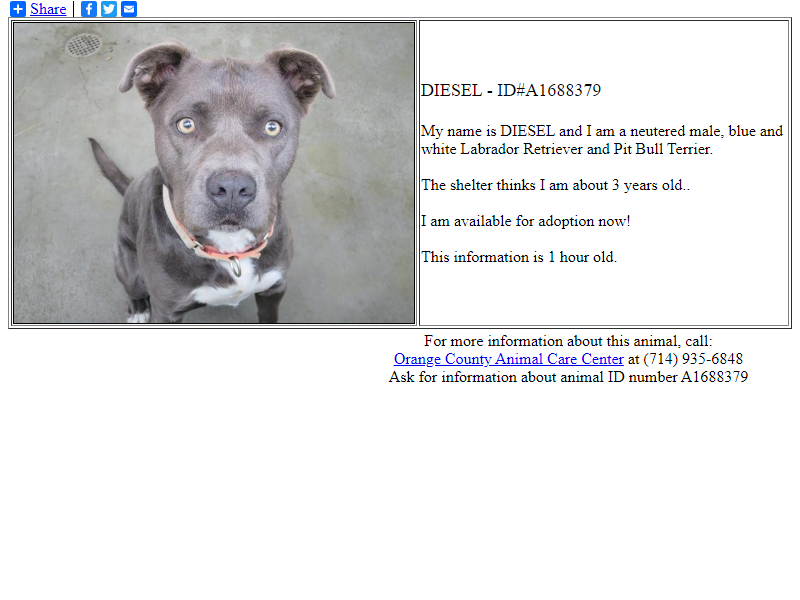 Share
DIESEL - ID#A1688379
My name is DIESEL and I am a neutered male, blue and
white Labrador Retriever and Pit Bull Terrier.
The shelter thinks I am about 3 years old..
I am available for adoption now!
This information is 1 hour old.
For more information about this animal, call:
Orange County Animal Care Center at (714) 935-6848
Ask for information about animal ID number A1688379